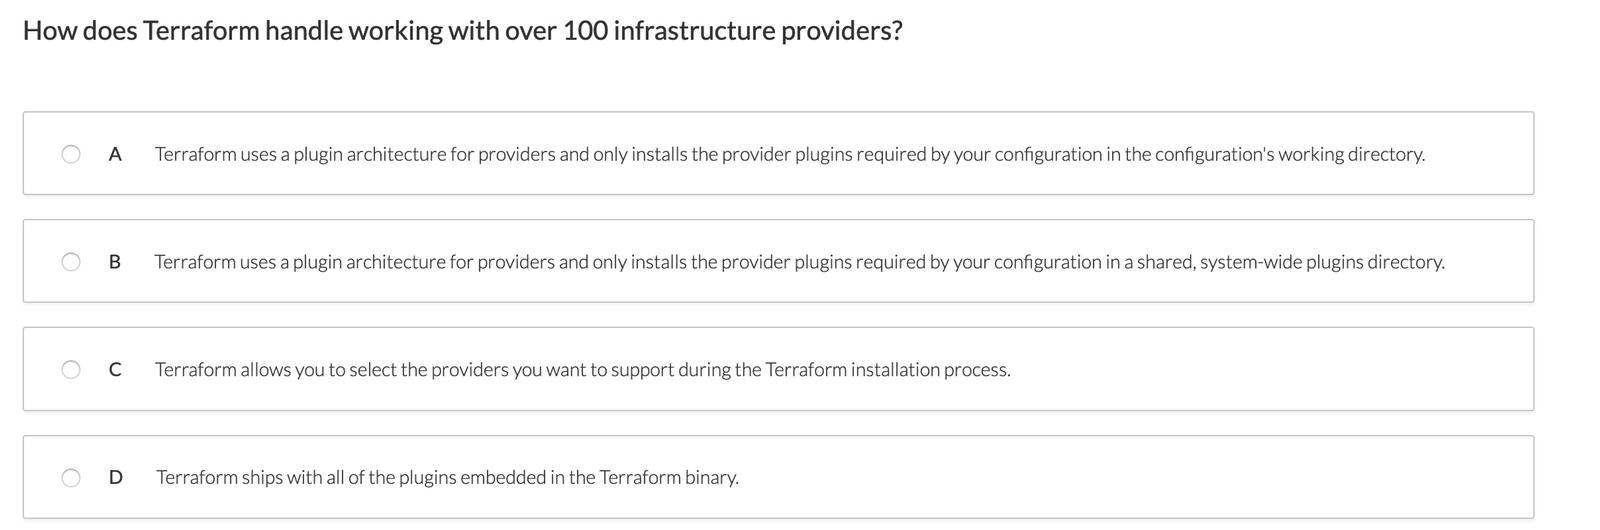 How does Terraform handle working with over 100 infrastructure providers?
A Terraform uses a plugin architecture for providers and only installs the provider plugins required by your configuration in the configuration's working directory.
B Terraform uses a plugin architecture for providers and only installs the provider plugins required by your configuration in a shared, system-wide plugins directory.
C Terraform allows you to select the providers you want to support during the Terraform installation process.
D Terraform ships with all of the plugins embedded in the Terraform binary.